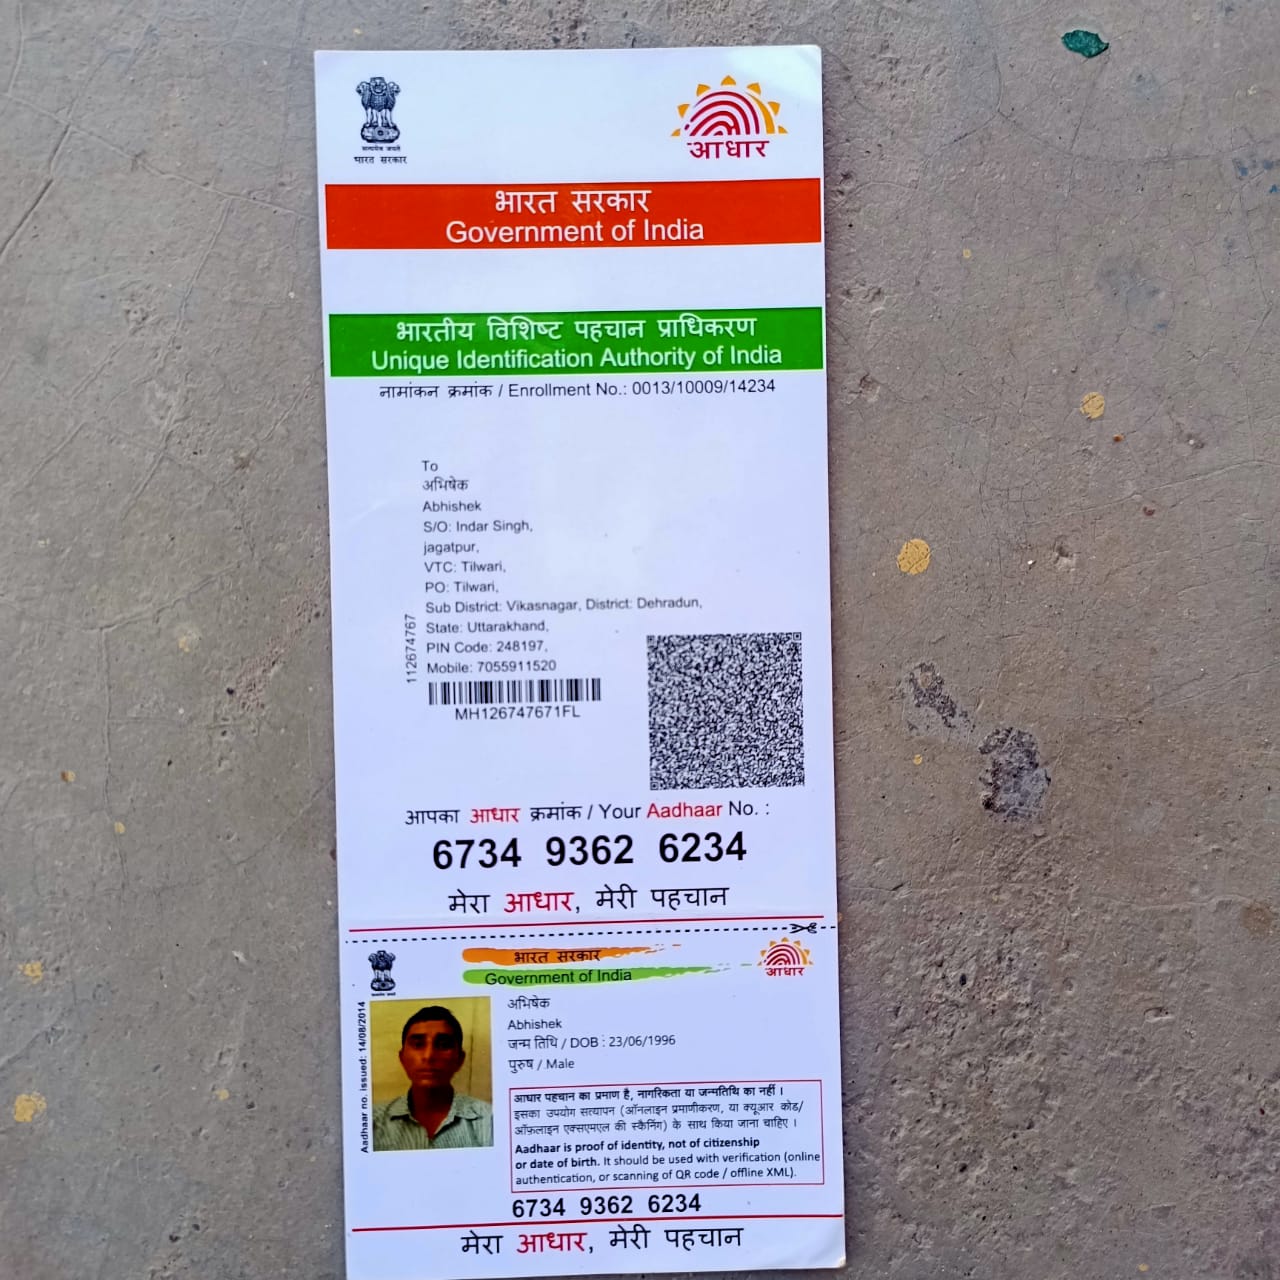 सत्यमेव जयते
भारत सरकार
आधार
भारत सरकार
Government of India
भारतीय विशिष्ट पहचान प्राधिकरण
Unique Identification Authority of India
नामांकन क्रमांक / Enrollment No.: 0013/10009/14234
To
अभिषेक
Abhishek
S/O: Indar Singh,
jagatpur,
VTC: Tilwari,
PO: Tilwari,
Sub District: Vikasnagar, District: Dehradun,
State: Uttarakhand,
PIN Code: 248197,
Mobile: 7055911520
112674767
MH126747671FL
आपका आधार क्रमांक / Your Aadhaar No. :
6734 9362 6234
मेरा आधार, मेरी पहचान
भारत सरकार
Government of India
आधार
Aadhaar no. issued: 14/08/2014
अभिषेक
Abhishek
जन्म तिथि / DOB : 23/06/1996
पुरुष / Male
आधार पहचान का प्रमाण है, नागरिकता या जन्मतिथि का नहीं ।
इसका उपयोग सत्यापन (ऑनलाइन प्रमाणीकरण, या क्यूआर कोड/
ऑफ़लाइन एक्सएमएल की स्कैनिंग) के साथ किया जाना चाहिए ।
Aadhaar is proof of identity, not of citizenship
or date of birth. It should be used with verification (online
authentication, or scanning of QR code / offline XML).
6734 9362 6234
मेरा आधार, मेरी पहचान